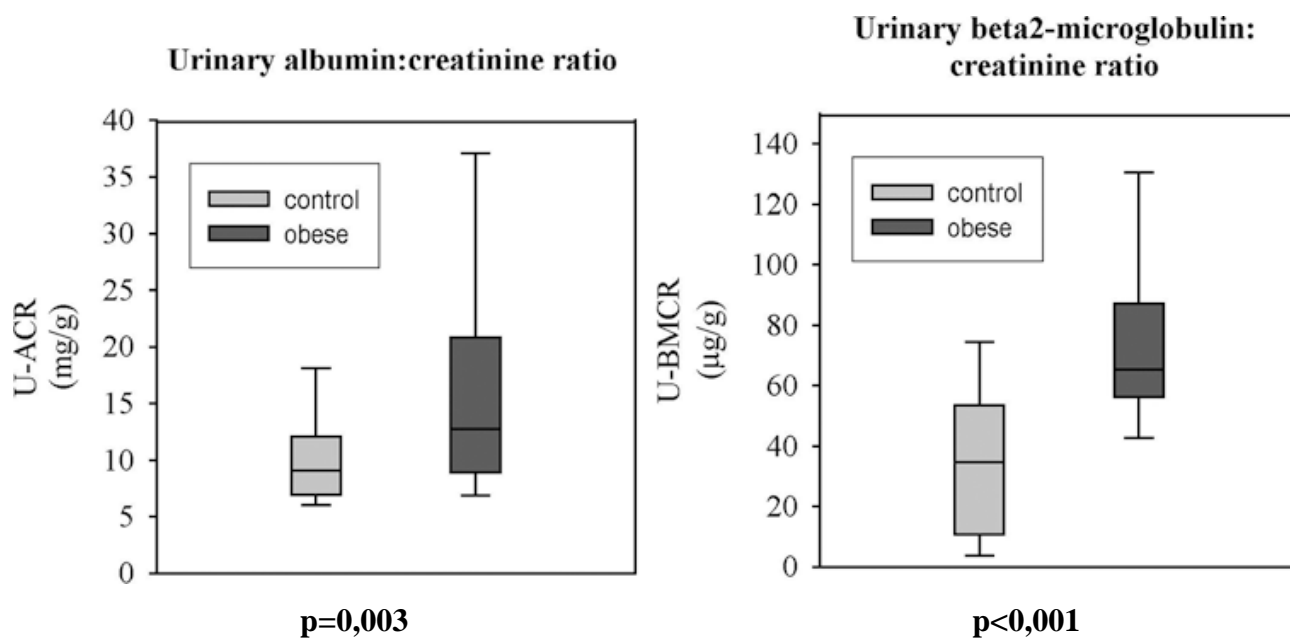 Urinary albumin:creatinine ratio
40
35
30
25
20
15
10
5
0
U-ACR
(mg/g)
control
obese
p=0,003
Urinary beta2-microglobulin:
creatinine ratio
140
120
100
80
60
40
20
0
U-BMCR
(µg/g)
control
obese
p<0,001